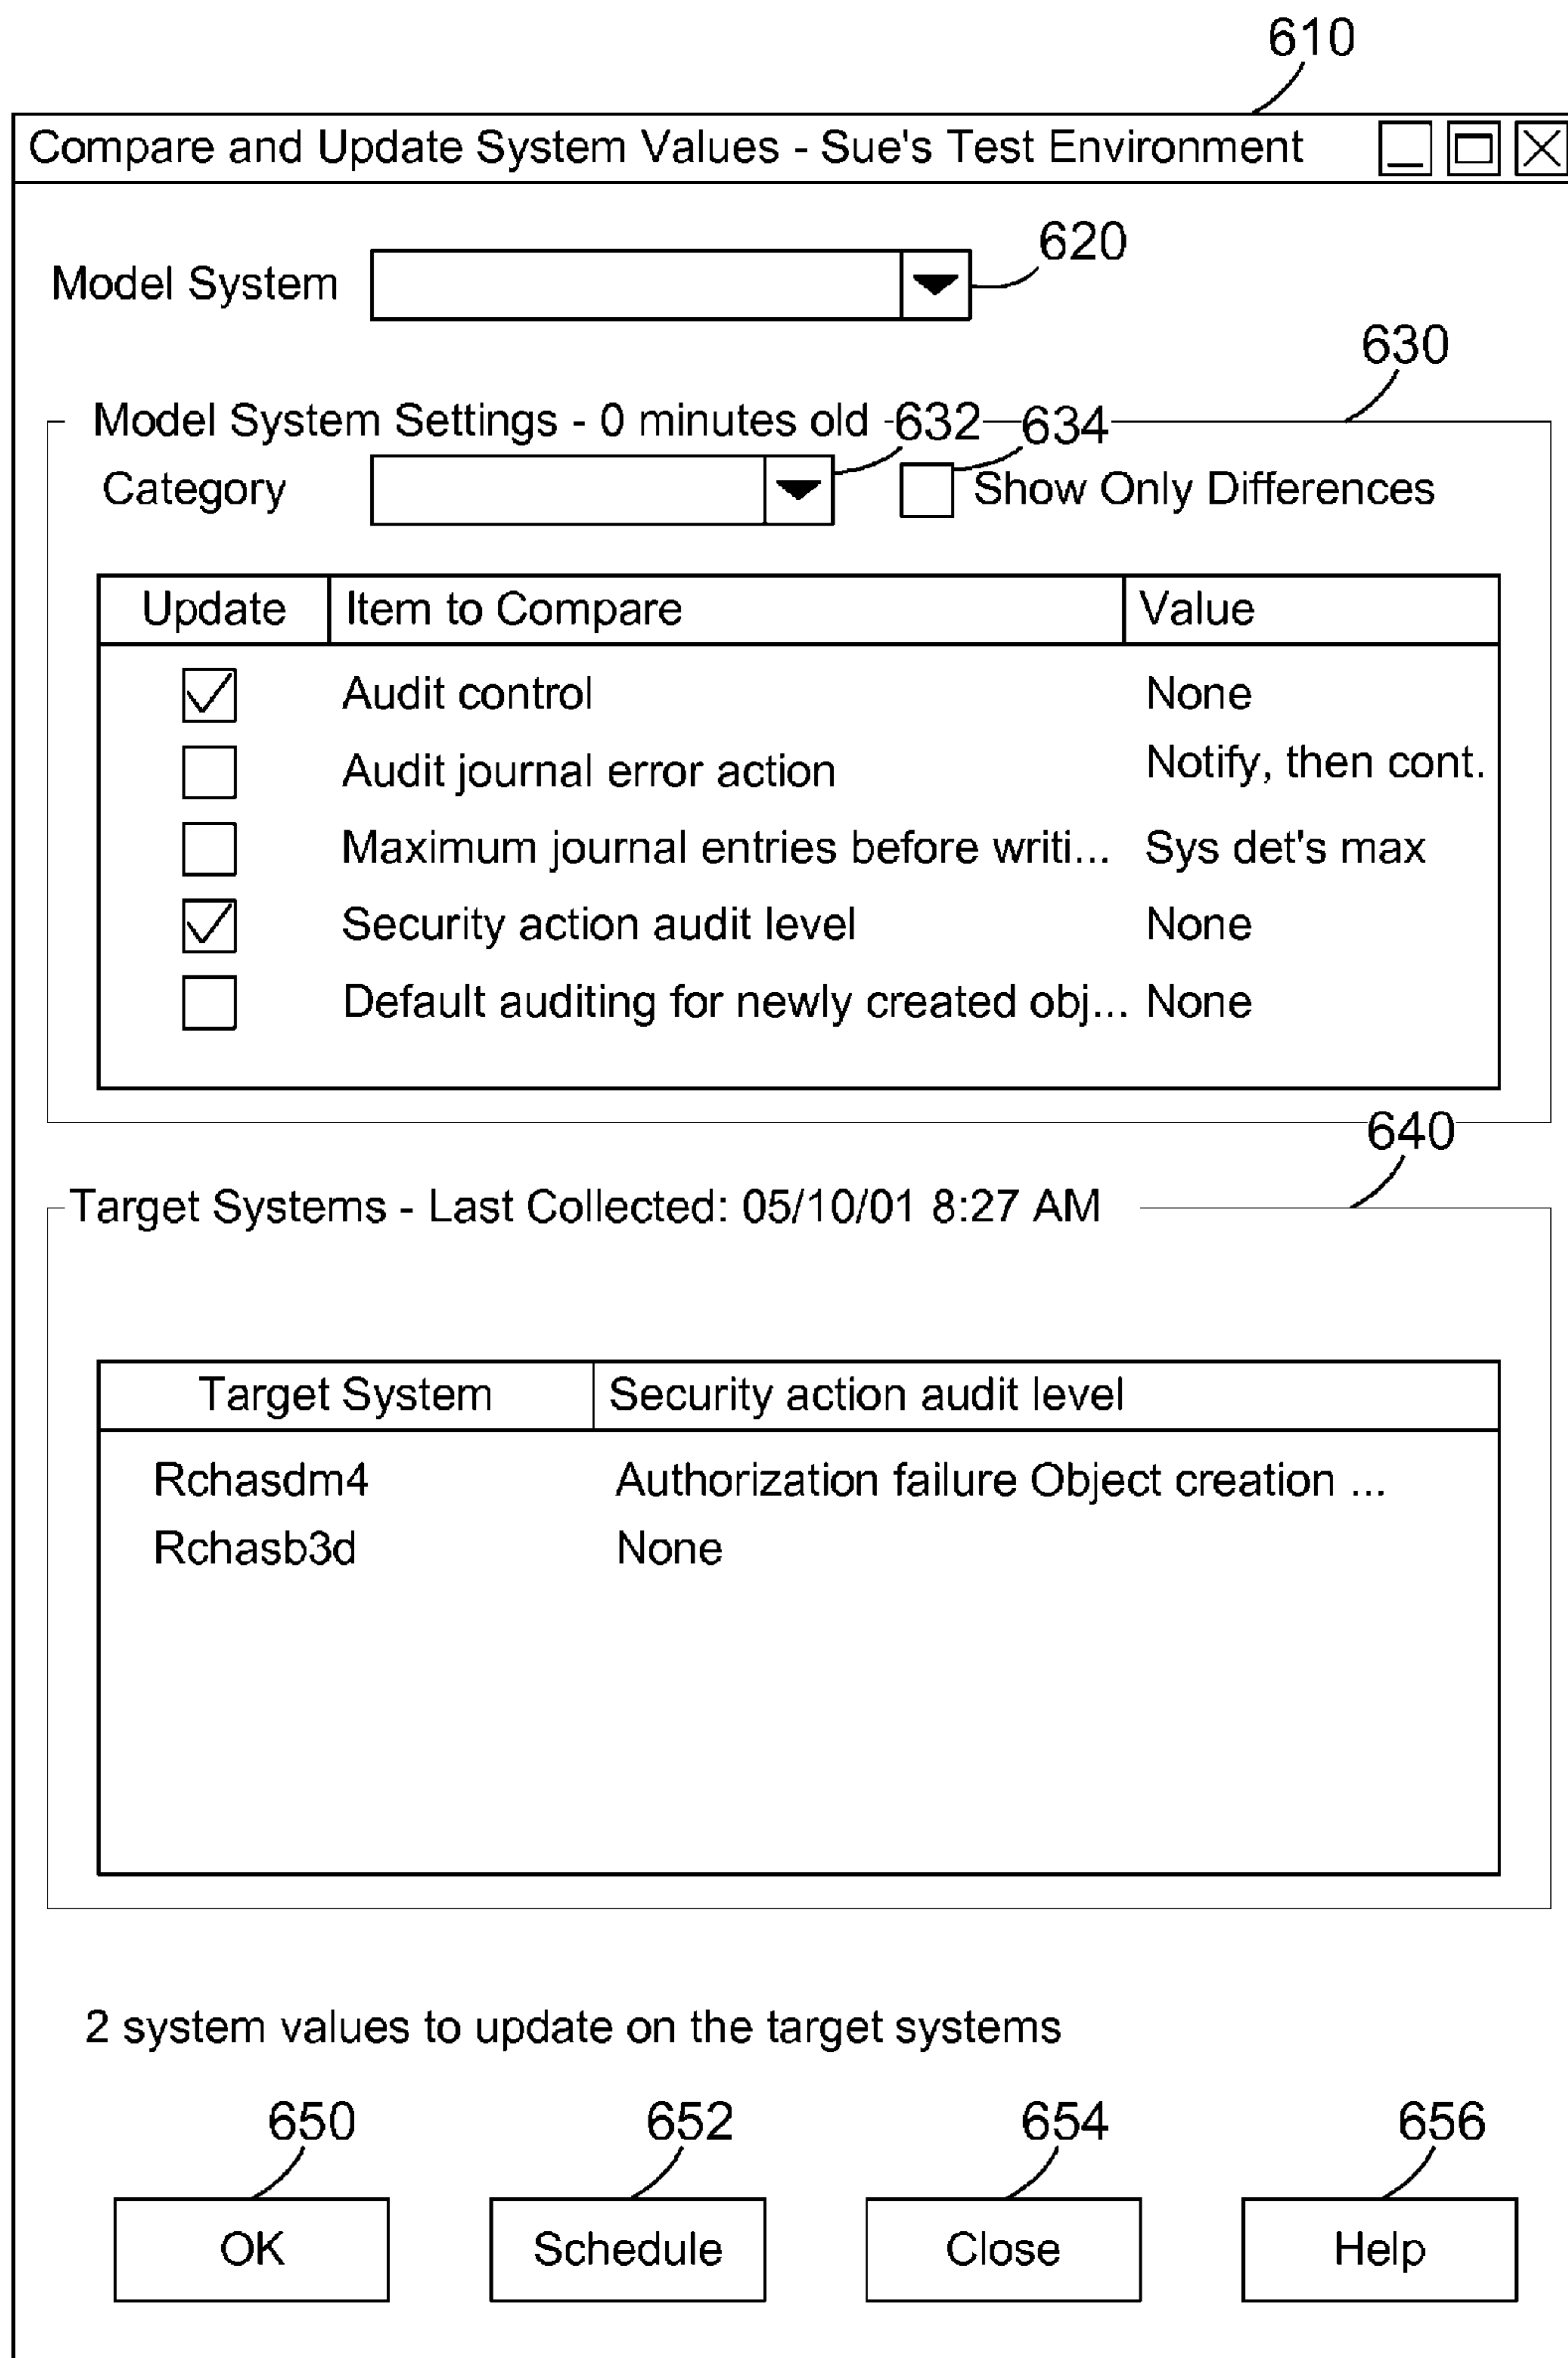 610
Compare and Update System Values - Sue's Test Environment
620
Model System
630
Model System Settings - 0 minutes old
632
634
Category
Show Only Differences
Update Item to Compare Value
Audit control None
Audit journal error action Notify, then cont.
Maximum journal entries before writi... Sys det's max
Security action audit level None
Default auditing for newly created obj... None
640
Target Systems - Last Collected: 05/10/01 8:27 AM
Target System Security action audit level
Rchasdm4 Authorization failure Object creation ...
Rchasb3d None
2 system values to update on the target systems
650 652 654 656
OK Schedule Close Help